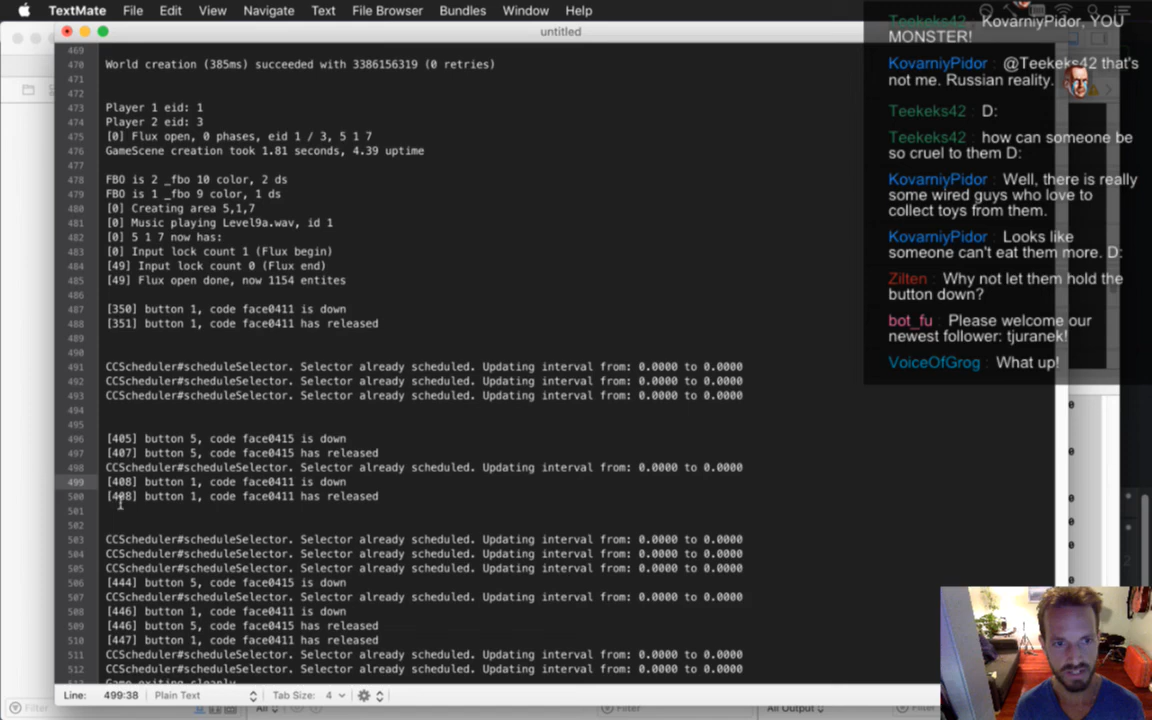 TextMate File Edit View Navigate Text File Browser Bundles Window Help
untitled
469
470 World creation (385ms) succeeded with 3386156319 (0 retries)
471
472
473 Player 1 eid: 1
474 Player 2 eid: 3
475 [0] Flux open, 0 phases, eid 1 / 3, 5 1 7
476 GameScene creation took 1.81 seconds, 4.39 uptime
477
478 FBO is 2 _fbo 10 color, 2 ds
479 FBO is 1 _fbo 9 color, 1 ds
480 [0] Creating area 5,1,7
481 [0] Music playing Level9a.wav, id 1
482 [0] 5 1 7 now has:
483 [0] Input lock count 1 (Flux begin)
484 [49] Input lock count 0 (Flux end)
485 [49] Flux open done, now 1154 entites
486
487 [350] button 1, code face0411 is down
488 [351] button 1, code face0411 has released
489
490
491 CCScheduler#scheduleSelector. Selector already scheduled. Updating interval from: 0.0000 to 0.0000
492 CCScheduler#scheduleSelector. Selector already scheduled. Updating interval from: 0.0000 to 0.0000
493 CCScheduler#scheduleSelector. Selector already scheduled. Updating interval from: 0.0000 to 0.0000
494
495
496 [405] button 5, code face0415 is down
497 [407] button 5, code face0415 has released
498 CCScheduler#scheduleSelector. Selector already scheduled. Updating interval from: 0.0000 to 0.0000
499 [408] button 1, code face0411 is down
500 [408] button 1, code face0411 has released
501
502
503 CCScheduler#scheduleSelector. Selector already scheduled. Updating interval from: 0.0000 to 0.0000
504 CCScheduler#scheduleSelector. Selector already scheduled. Updating interval from: 0.0000 to 0.0000
505 CCScheduler#scheduleSelector. Selector already scheduled. Updating interval from: 0.0000 to 0.0000
506 [444] button 5, code face0415 is down
507 CCScheduler#scheduleSelector. Selector already scheduled. Updating interval from: 0.0000 to 0.0000
508 [446] button 1, code face0411 is down
509 [446] button 5, code face0415 has released
510 [447] button 1, code face0411 has released
511 CCScheduler#scheduleSelector. Selector already scheduled. Updating interval from: 0.0000 to 0.0000
512 CCScheduler#scheduleSelector. Selector already scheduled. Updating interval from: 0.0000 to 0.0000
Game exiting cleanly
Line: 499:38 Plain Text Tab Size: 4
Filter All Filter All Output Filter
Teekeks42 : KovarniyPidor, YOU
MONSTER!
KovarniyPidor : @Teekeks42 that's
not me. Russian reality.
Teekeks42 : D:
Teekeks42 : how can someone be
so cruel to them D:
KovarniyPidor : Well, there is really
some wired guys who love to
collect toys from them.
KovarniyPidor : Looks like
someone can't eat them more. D:
Zilten : Why not let them hold the
button down?
bot_fu : Please welcome our
newest follower: tjuranek!
VoiceOfGrog : What up!